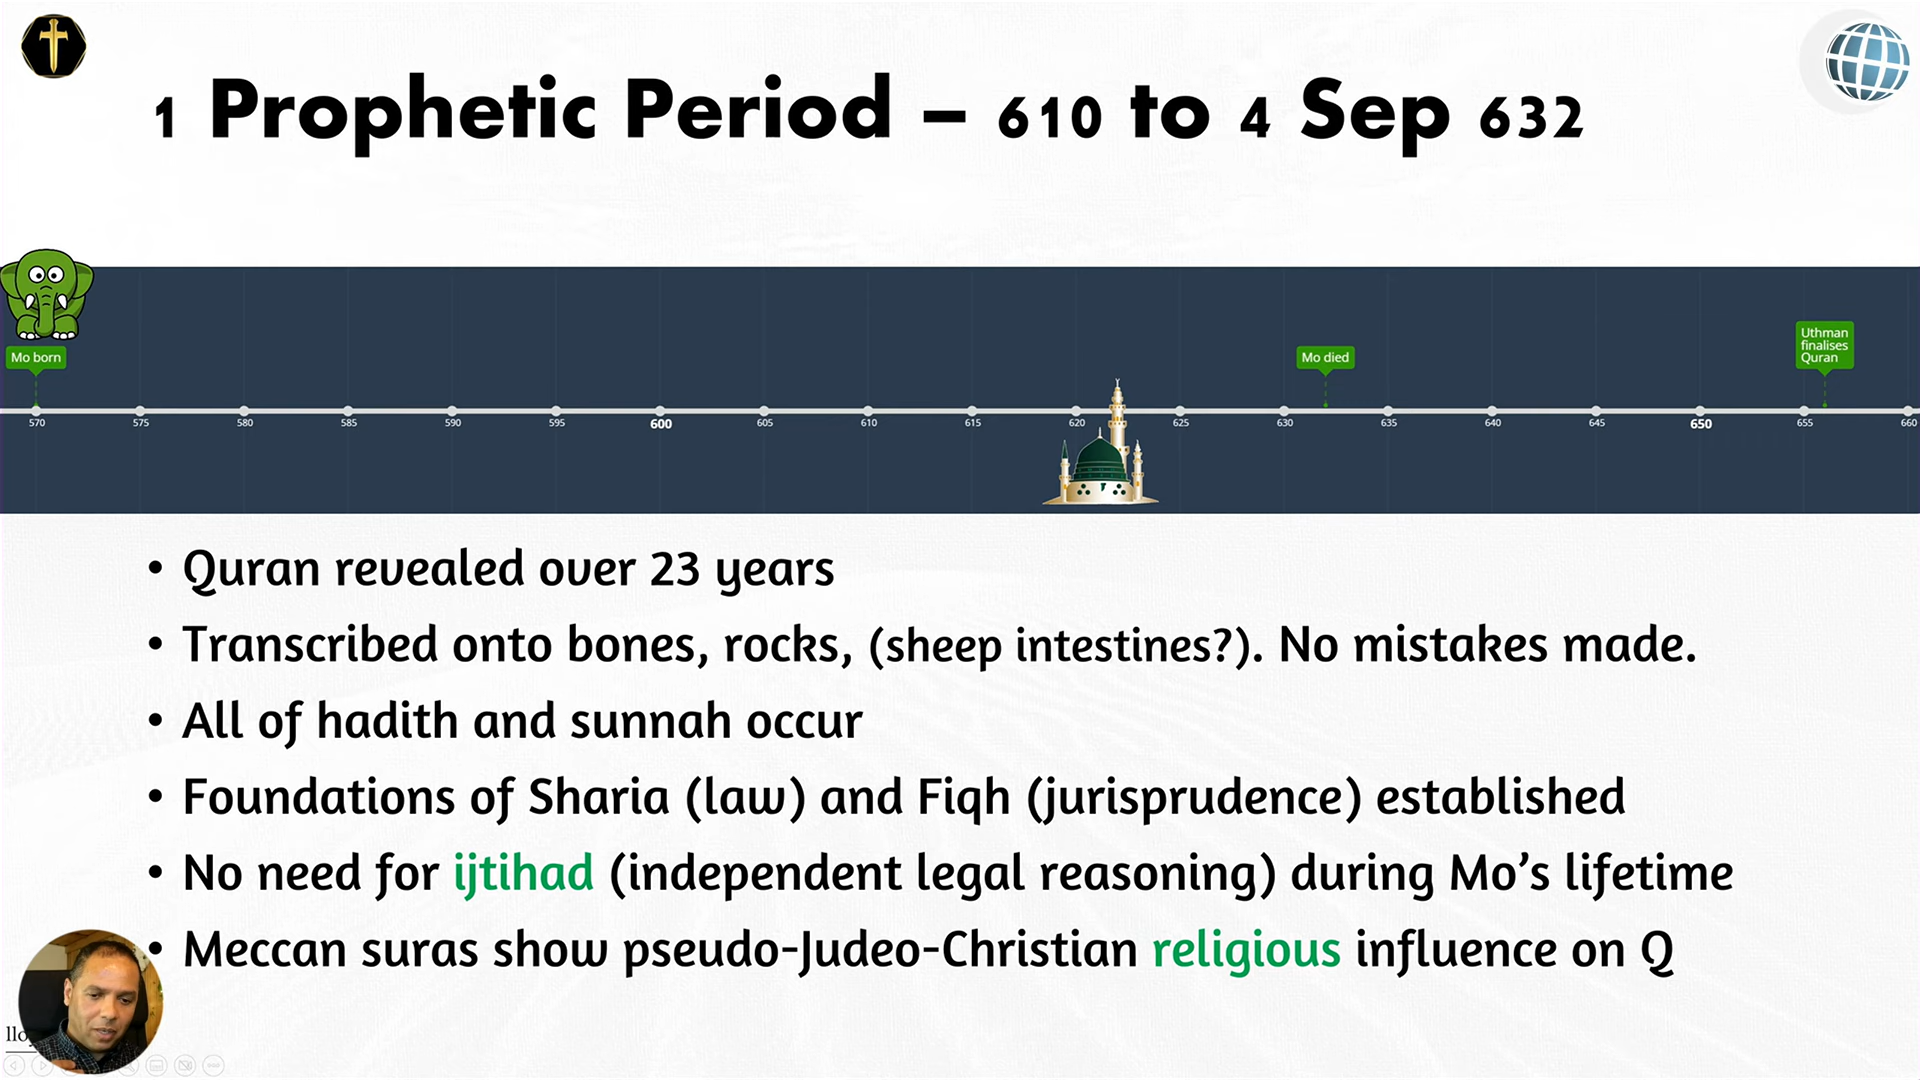 1 Prophetic Period – 610 to 4 Sep 632
Mo born
Mo died
Uthman
finalises
Quran
570 575 580 585 590 595 600 605 610 615 620 625 630 635 640 645 650 655 660
• Quran revealed over 23 years
• Transcribed onto bones, rocks, (sheep intestines?). No mistakes made.
• All of hadith and sunnah occur
• Foundations of Sharia (law) and Fiqh (jurisprudence) established
• No need for ijtihad (independent legal reasoning) during Mo’s lifetime
• Meccan suras show pseudo-Judeo-Christian religious influence on Q